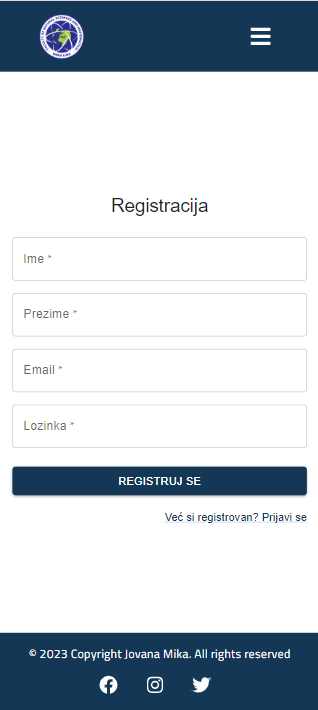 Registracija
Ime *
Prezime *
Email *
Lozinka *
REGISTRUJ SE
Već si registrovan? Prijavi se
© 2023 Copyright Jovana Mika. All rights reserved